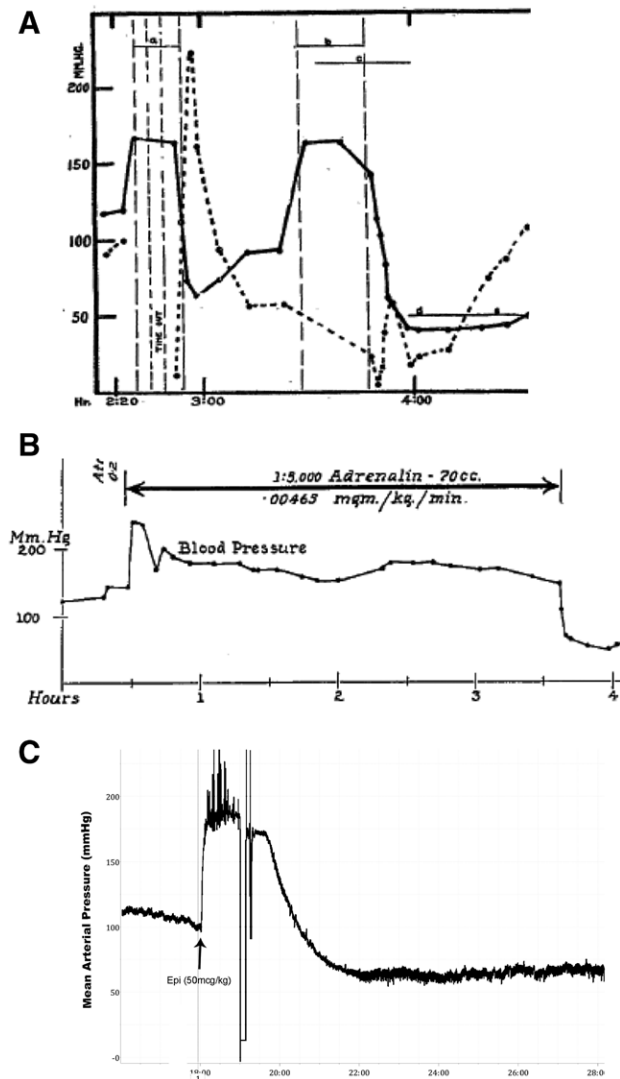 A
MM.HG.
a
b
c
200
150
100
50
TIME OUT
d
Hr.
2:20
3:00
4:00
B
0.2
1:5,000 Adrenalin - 70cc.
.00463 mgm./kg./min.
Mm.Hg
200
Blood Pressure
100
Hours
1
2
3
4
C
Mean Arterial Pressure (mmHg)
200
150
100
50
-0
Epi (50mcg/kg)
19:00
20:00
22:00
24:00
26:00
28:00